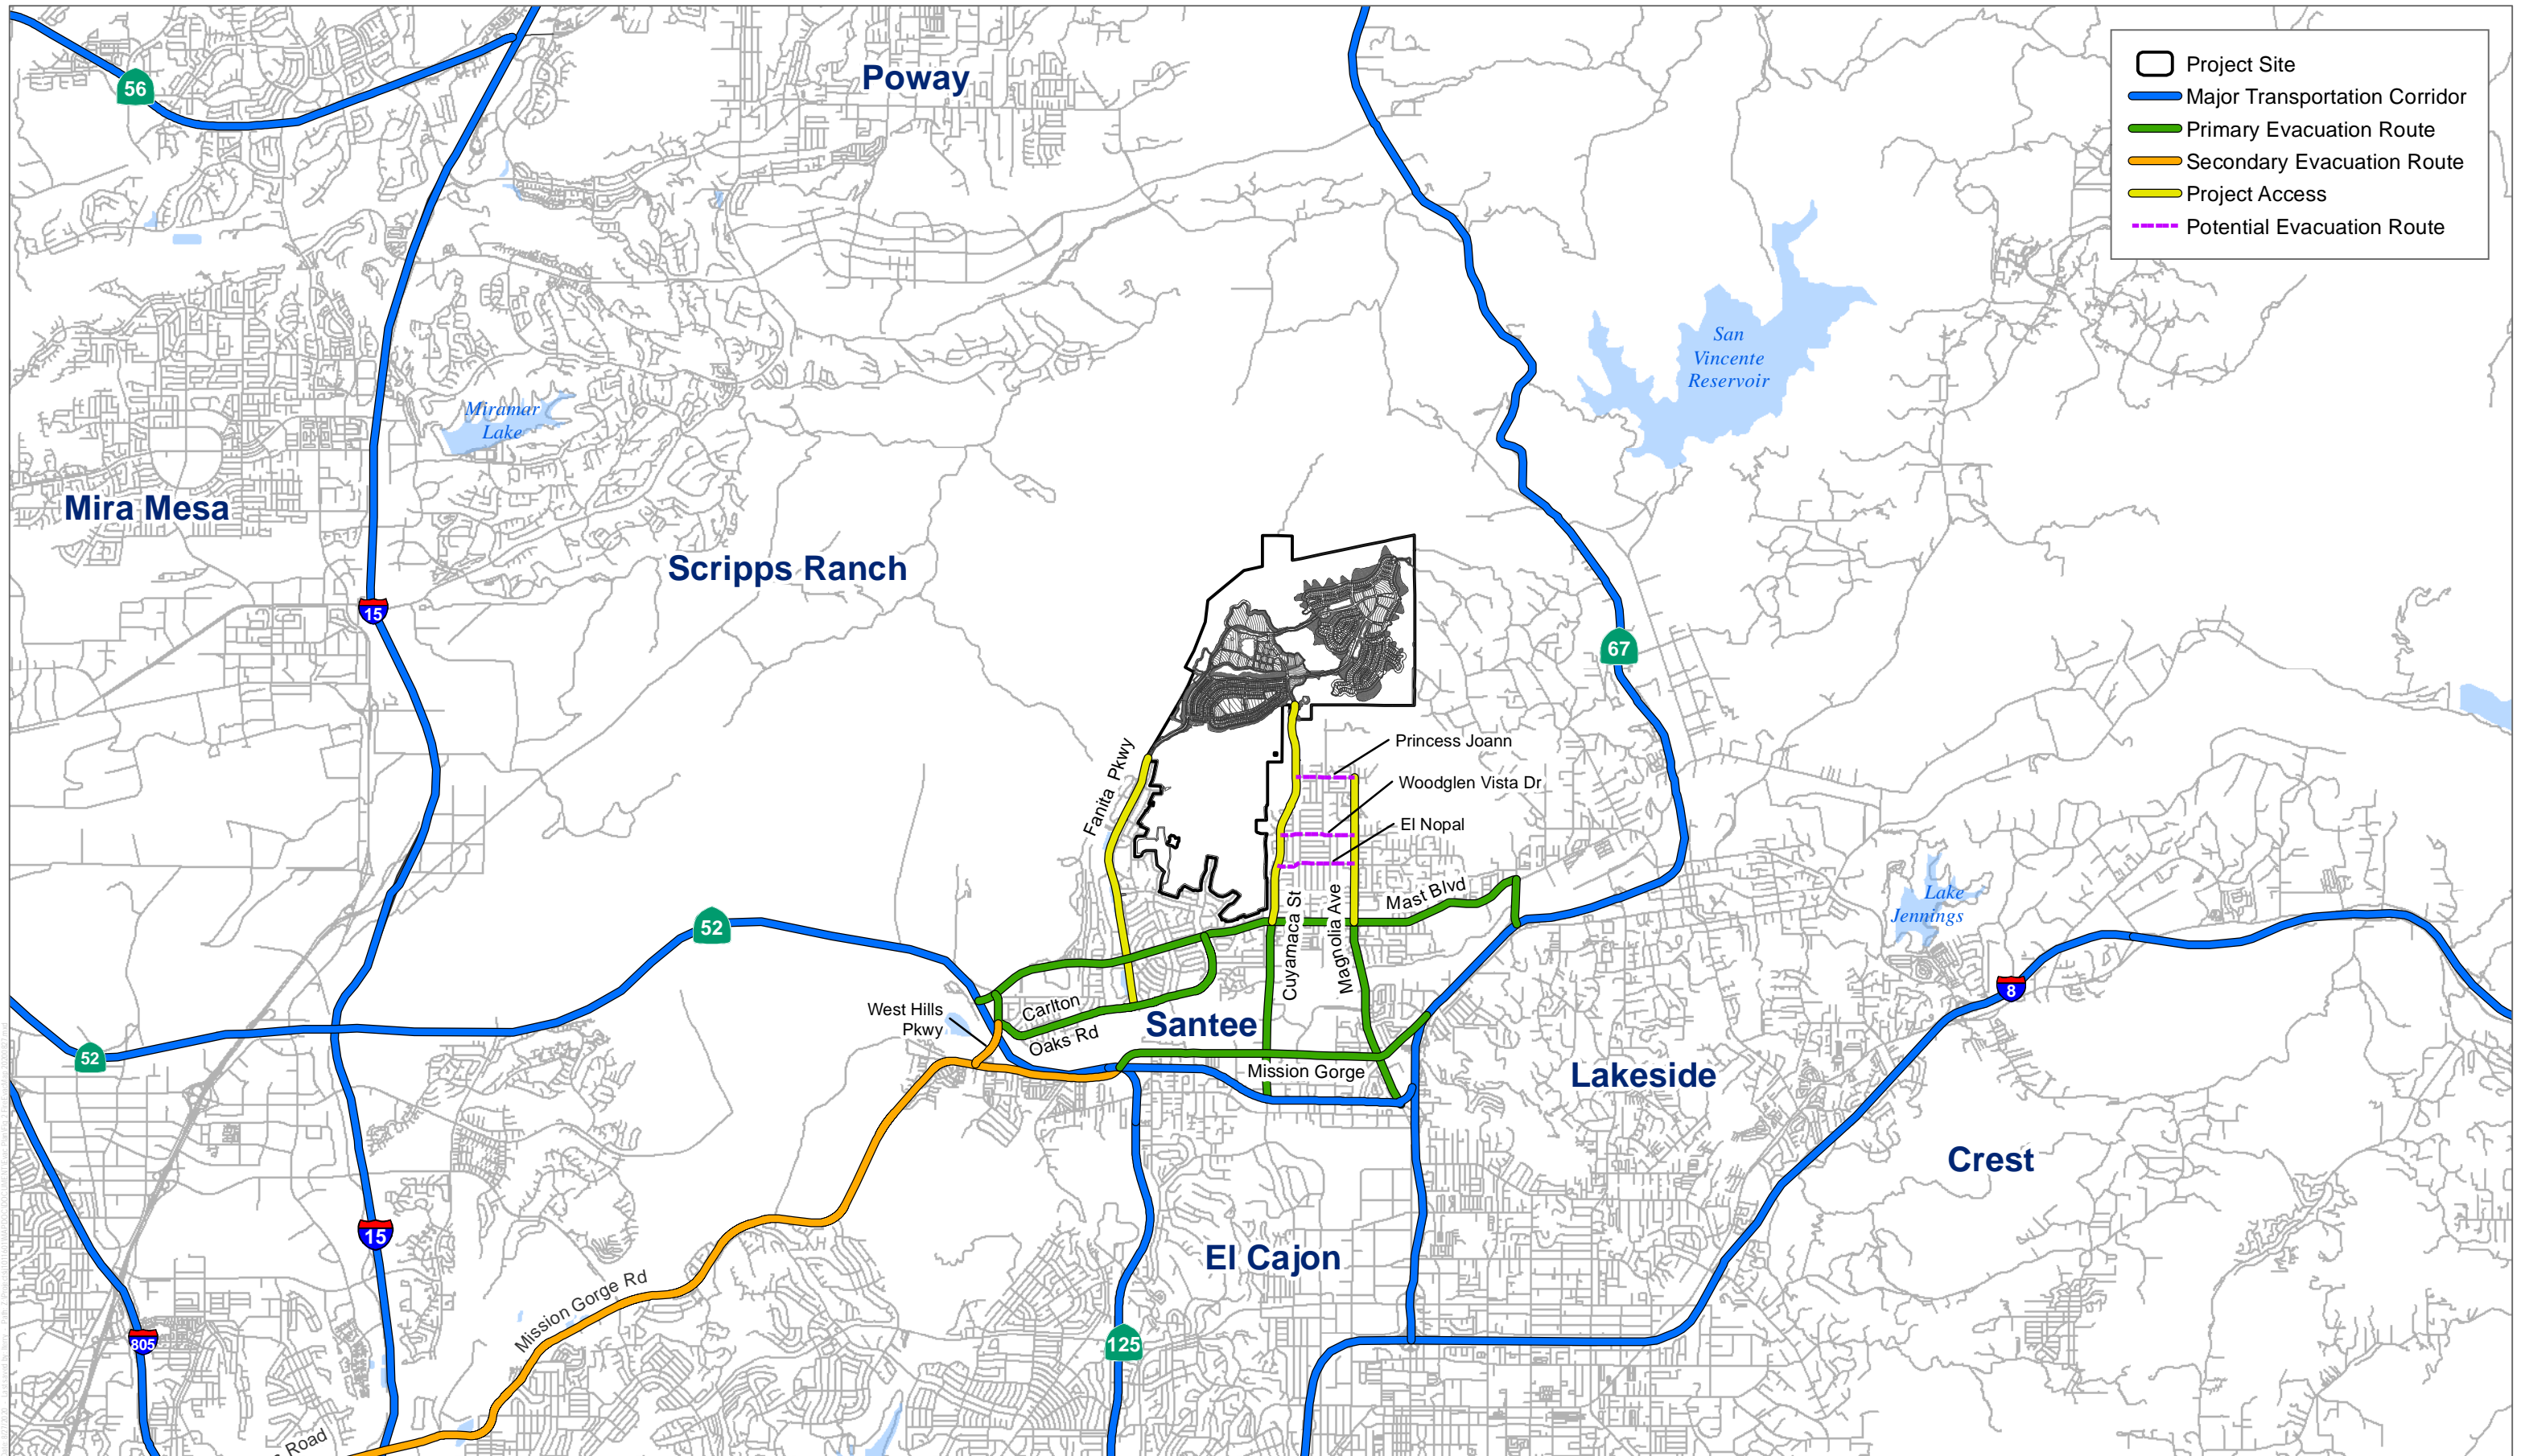 Project Site
Major Transportation Corridor
Primary Evacuation Route
Secondary Evacuation Route
Project Access
Potential Evacuation Route
56
Poway
San
Vincente
Reservoir
Miramar
Lake
Mira Mesa
Scripps Ranch
15
67
Fanita Pkwy
Princess Joann
Woodglen Vista Dr
El Nopal
Mast Blvd
Lake
Jennings
52
Cuyamaca St
Magnolia Ave
8
West Hills
Pkwy
Carlton
Oaks Rd
Santee
52
Mission Gorge
Lakeside
Crest
15
El Cajon
Mission Gorge Rd
805
125
Road